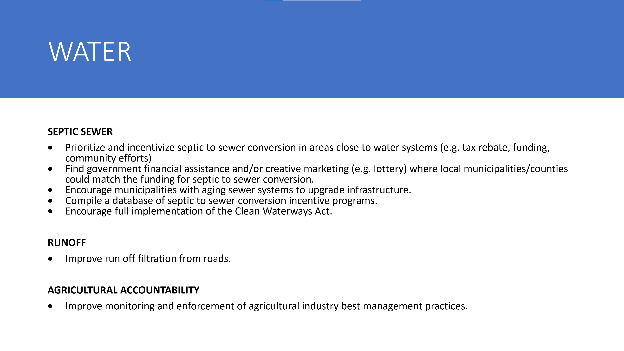 WATER
SEPTIC SEWER
• Prioritize and incentivize septic to sewer conversion in areas close to water systems (e.g. tax rebate, funding,
community efforts)
• Find government financial assistance and/or creative marketing (e.g. lottery) where local municipalities/counties
could match the funding for septic to sewer conversion.
• Encourage municipalities with aging sewer systems to upgrade infrastructure.
• Compile a database of septic to sewer conversion incentive programs.
• Encourage full implementation of the Clean Waterways Act.
RUNOFF
• Improve run off filtration from roads.
AGRICULTURAL ACCOUNTABILITY
• Improve monitoring and enforcement of agricultural industry best management practices.